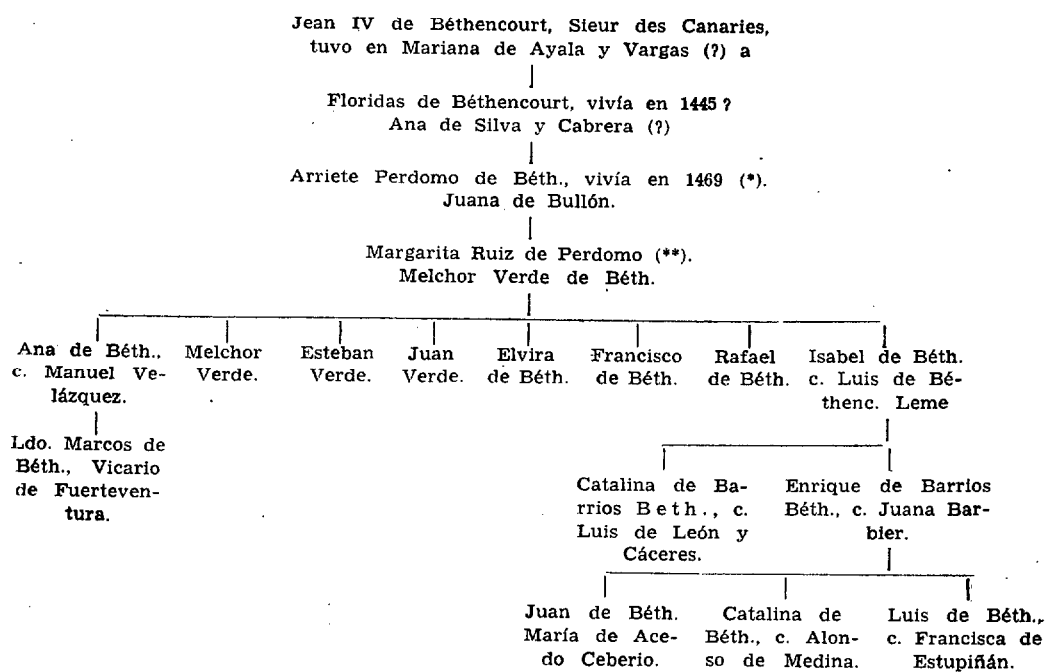 Jean IV de Béthencourt, Sieur des Canaries,
tuvo en Mariana de Ayala y Vargas (?) a
Floridas de Béthencourt, vivía en 1445 ?
Ana de Silva y Cabrera (?)
Arriete Perdomo de Béth., vivía en 1469 (*).
Juana de Bullón.
Margarita Ruiz de Perdomo (**).
Melchor Verde de Béth.
Ana de Béth.,
c. Manuel Ve-
lázquez.
Melchor
Verde.
Esteban
Verde.
Juan
Verde.
Elvira
de Béth.
Francisco
de Béth.
Rafael
de Béth.
Isabel de Béth.
c. Luis de Bé-
thenc. Leme
Ldo. Marcos de
Béth., Vicario
de Fuerteven-
tura.
Catalina de Ba-
rrios Beth., c.
Luis de León y
Cáceres.
Enrique de Barrios
Béth., c. Juana Bar-
bier.
Juan de Béth.
María de Ace-
do Ceberio.
Catalina de
Béth., c. Alon-
so de Medina.
Luis de Béth.,
c. Francisca de
Estupiñán.